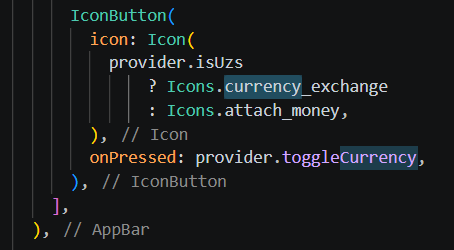 IconButton(
icon: Icon(
provider.isUzs
? Icons.currency_exchange
: Icons.attach_money,
), // Icon
onPressed: provider.toggleCurrency,
), // IconButton
],
), // AppBar